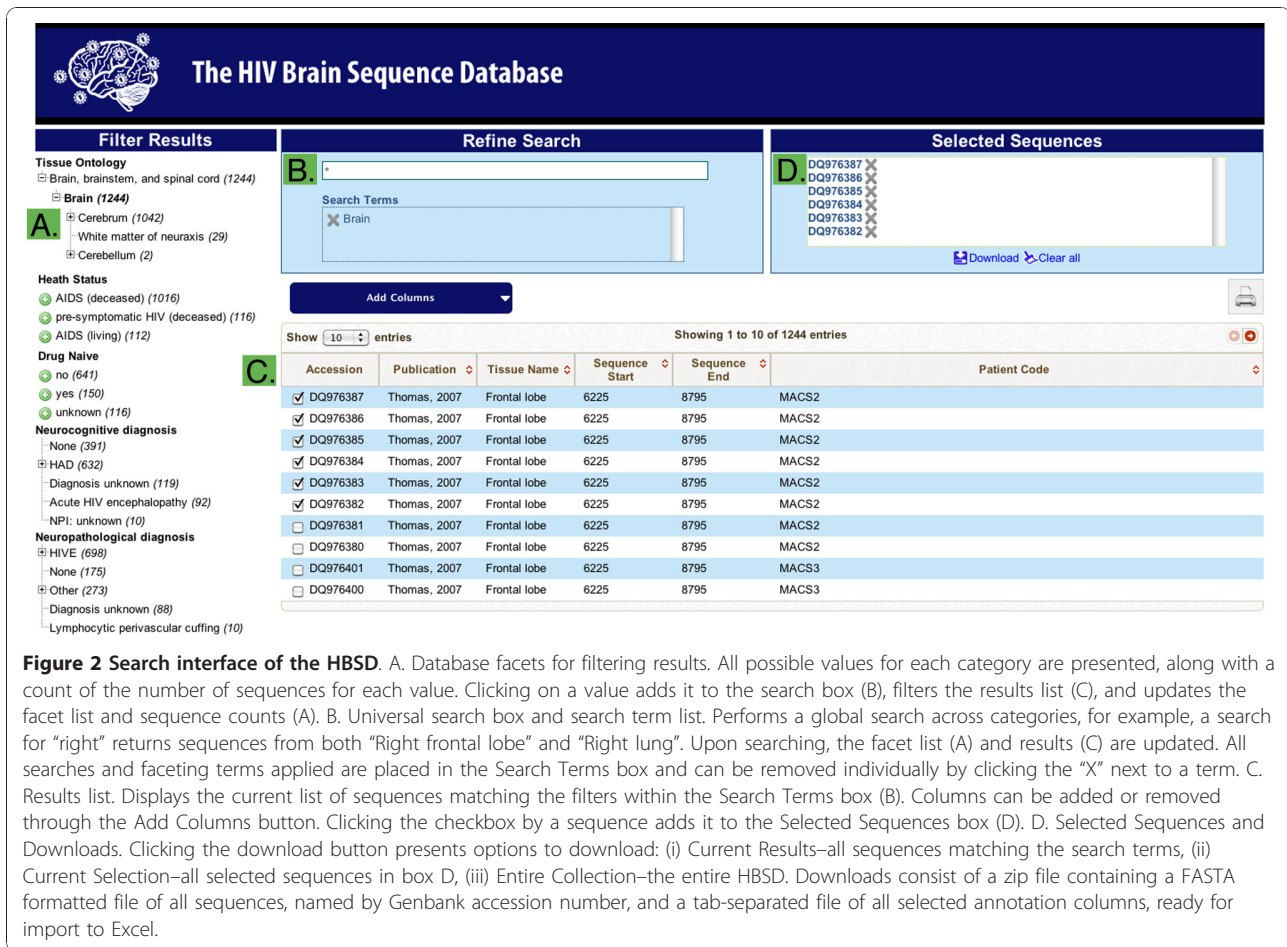 The HIV Brain Sequence Database
Filter Results
Tissue Ontology
Brain, brainstem, and spinal cord (1244)
Brain (1244)
A.
Cerebrum (1042)
White matter of neuraxis (29)
Cerebellum (2)
Heath Status
AIDS (deceased) (1016)
pre-symptomatic HIV (deceased) (116)
AIDS (living) (112)
Drug Naive
no (641)
yes (150)
unknown (116)
Neurocognitive diagnosis
None (391)
HAD (632)
Diagnosis unknown (119)
Acute HIV encephalopathy (92)
NPI: unknown (10)
Neuropathological diagnosis
HIVE (698)
None (175)
Other (273)
Diagnosis unknown (88)
Lymphocytic perivascular cuffing (10)
Refine Search
B.
*
Search Terms
Brain
Selected Sequences
D.
DQ976387
DQ976386
DQ976385
DQ976384
DQ976383
DQ976382
Download Clear all
Add Columns
Show 10 entries Showing 1 to 10 of 1244 entries
C.
Accession Publication Tissue Name Sequence Start Sequence End Patient Code
DQ976387 Thomas, 2007 Frontal lobe 6225 8795 MACS2
DQ976386 Thomas, 2007 Frontal lobe 6225 8795 MACS2
DQ976385 Thomas, 2007 Frontal lobe 6225 8795 MACS2
DQ976384 Thomas, 2007 Frontal lobe 6225 8795 MACS2
DQ976383 Thomas, 2007 Frontal lobe 6225 8795 MACS2
DQ976382 Thomas, 2007 Frontal lobe 6225 8795 MACS2
DQ976381 Thomas, 2007 Frontal lobe 6225 8795 MACS2
DQ976380 Thomas, 2007 Frontal lobe 6225 8795 MACS2
DQ976401 Thomas, 2007 Frontal lobe 6225 8795 MACS3
DQ976400 Thomas, 2007 Frontal lobe 6225 8795 MACS3
Figure 2 Search interface of the HBSD. A. Database facets for filtering results. All possible values for each category are presented, along with a
count of the number of sequences for each value. Clicking on a value adds it to the search box (B), filters the results list (C), and updates the
facet list and sequence counts (A). B. Universal search box and search term list. Performs a global search across categories, for example, a search
for “right” returns sequences from both “Right frontal lobe” and “Right lung”. Upon searching, the facet list (A) and results (C) are updated. All
searches and faceting terms applied are placed in the Search Terms box and can be removed individually by clicking the “X” next to a term. C.
Results list. Displays the current list of sequences matching the filters within the Search Terms box (B). Columns can be added or removed
through the Add Columns button. Clicking the checkbox by a sequence adds it to the Selected Sequences box (D). D. Selected Sequences and
Downloads. Clicking the download button presents options to download: (i) Current Results–all sequences matching the search terms, (ii)
Current Selection–all selected sequences in box D, (iii) Entire Collection–the entire HBSD. Downloads consist of a zip file containing a FASTA
formatted file of all sequences, named by Genbank accession number, and a tab-separated file of all selected annotation columns, ready for
import to Excel.